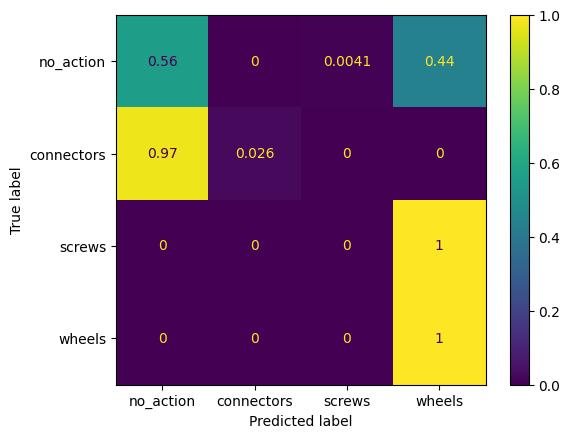 1.0
no_action 0.56 0 0.0041 0.44
0.8
connectors 0.97 0.026 0 0
0.6
True label
0.4
screws 0 0 0 1
0.2
wheels 0 0 0 1
0.0
no_action connectors screws wheels
Predicted label